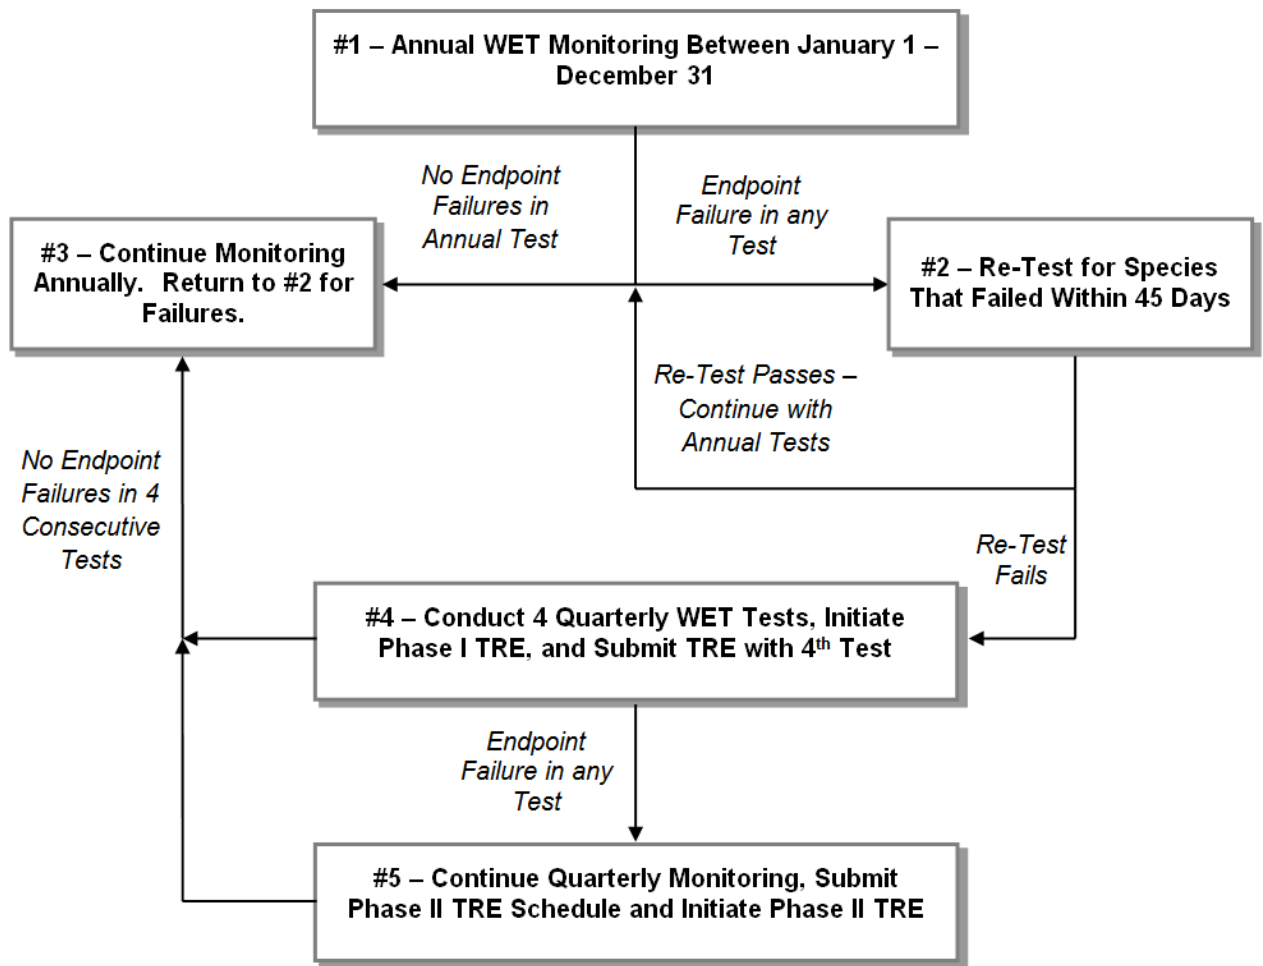 #1 – Annual WET Monitoring Between January 1 –
December 31
No Endpoint
Failures in
Annual Test
Endpoint
Failure in any
Test
#3 – Continue Monitoring
Annually.  Return to #2 for
Failures.
#2 – Re-Test for Species
That Failed Within 45 Days
Re-Test Passes –
Continue with
Annual Tests
No Endpoint
Failures in 4
Consecutive
Tests
Re-Test
Fails
#4 – Conduct 4 Quarterly WET Tests, Initiate
Phase I TRE, and Submit TRE with 4th Test
Endpoint
Failure in any
Test
#5 – Continue Quarterly Monitoring, Submit
Phase II TRE Schedule and Initiate Phase II TRE